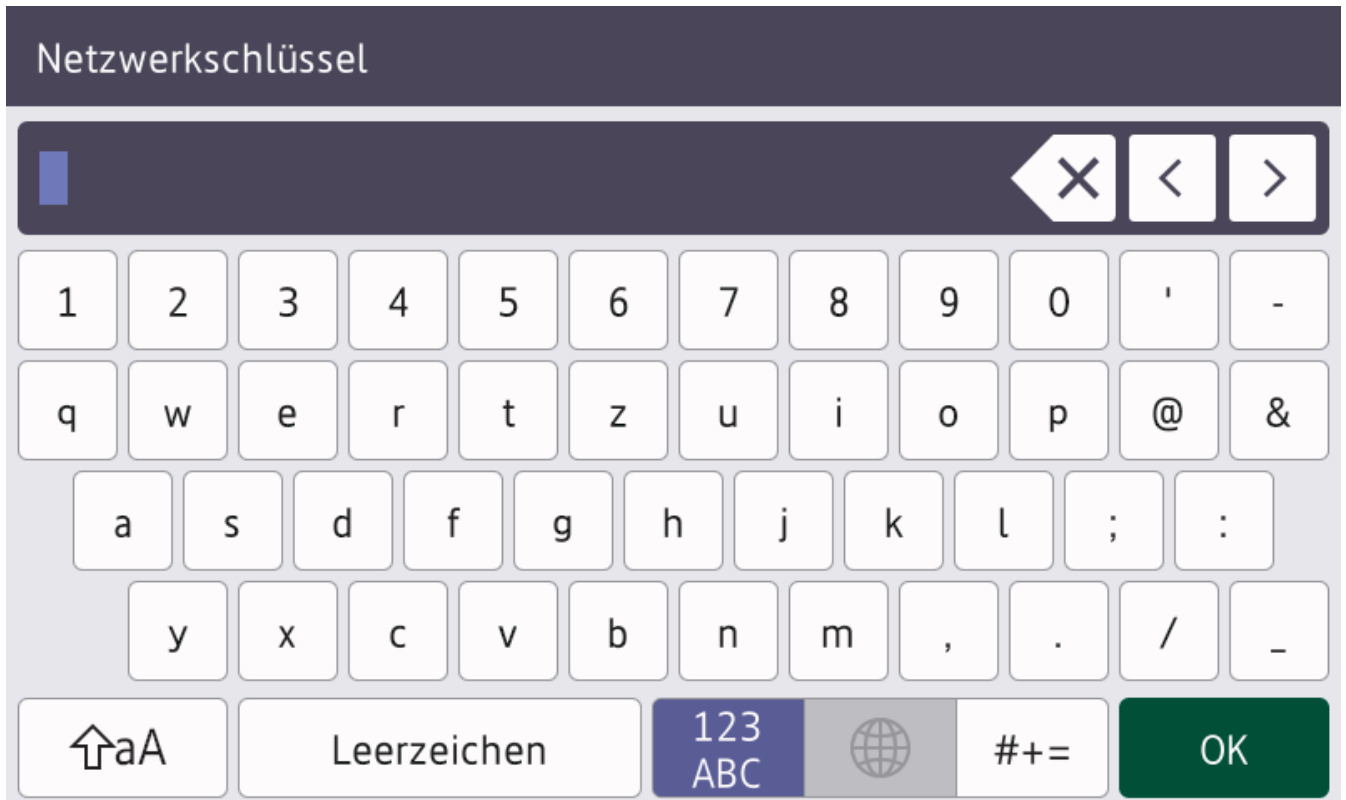 Netzwerkschlüssel
1 2 3 4 5 6 7 8 9 0 ' -
q w e r t z u i o p @ &
a s d f g h j k l ; :
y x c v b n m , . / _
aA Leerzeichen 123 ABC #+= OK